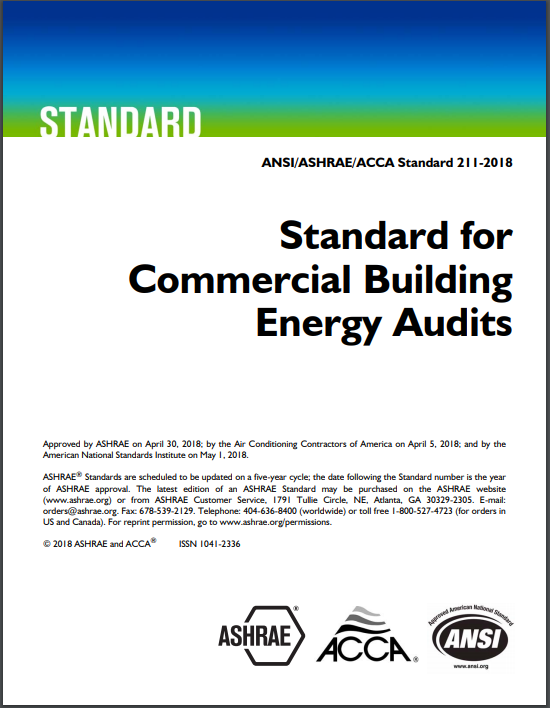 STANDARD
ANSI/ASHRAE/ACCA Standard 211-2018
Standard for
Commercial Building
Energy Audits
Approved by ASHRAE on April 30, 2018; by the Air Conditioning Contractors of America on April 5, 2018; and by the
American National Standards Institute on May 1, 2018.
ASHRAE® Standards are scheduled to be updated on a five-year cycle; the date following the Standard number is the year
of ASHRAE approval. The latest edition of an ASHRAE Standard may be purchased on the ASHRAE website
(www.ashrae.org) or from ASHRAE Customer Service, 1791 Tullie Circle, NE, Atlanta, GA 30329-2305. E-mail:
orders@ashrae.org. Fax: 678-539-2129. Telephone: 404-636-8400 (worldwide) or toll free 1-800-527-4723 (for orders in
US and Canada). For reprint permission, go to www.ashrae.org/permissions.
© 2018 ASHRAE and ACCA® ISSN 1041-2336
ASHRAE®
ACCA®
Approved American National Standard
ANSI
www.ansi.org